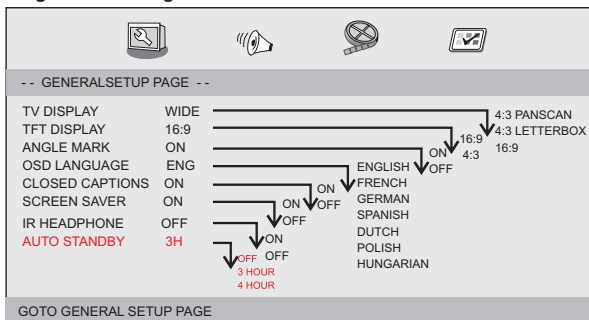 - - GENERALSETUP PAGE - -
TV DISPLAY WIDE
TFT DISPLAY 16:9
ANGLE MARK ON
OSD LANGUAGE ENG
CLOSED CAPTIONS ON
SCREEN SAVER ON
IR HEADPHONE OFF
AUTO STANDBY 3H
4:3 PANSCAN
4:3 LETTERBOX
16:9
16:9
4:3
ON
OFF
ENGLISH
FRENCH
GERMAN
SPANISH
DUTCH
POLISH
HUNGARIAN
ON
OFF
ON
OFF
ON
OFF
OFF
3 HOUR
4 HOUR
GOTO GENERAL SETUP PAGE